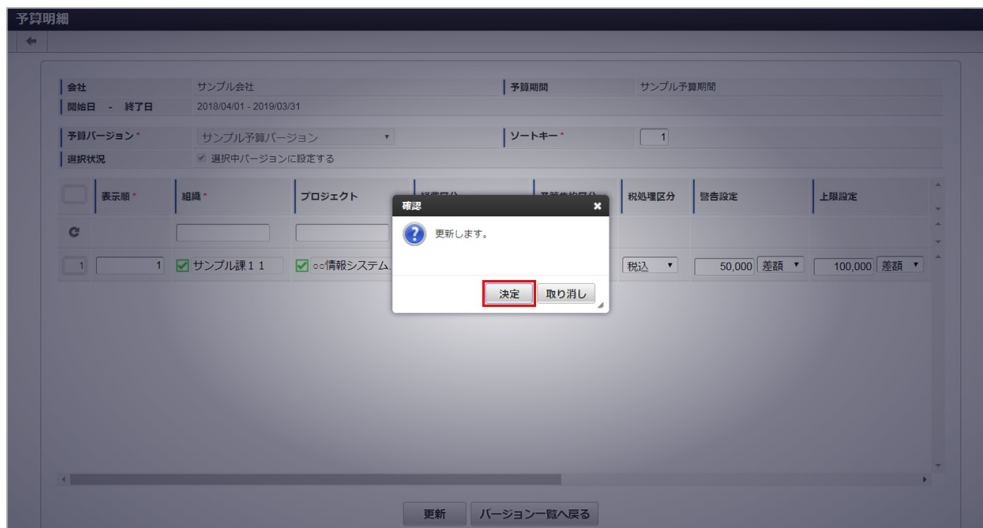 予算明細
会社 サンプル会社 予算期間 サンプル予算期間
開始日 - 終了日 2018/04/01 - 2019/03/31
予算バージョン* サンプル予算バージョン ソートキー* 1
選択状況 選択中バージョンに設定する
表示順* 組織* プロジェクト 税処理区分 警告設定 上限設定
確認
更新します。
1 1 サンプル課11 ○○情報システム 税込 50,000 差額 100,000 差額
決定 取り消し
更新 バージョン一覧へ戻る